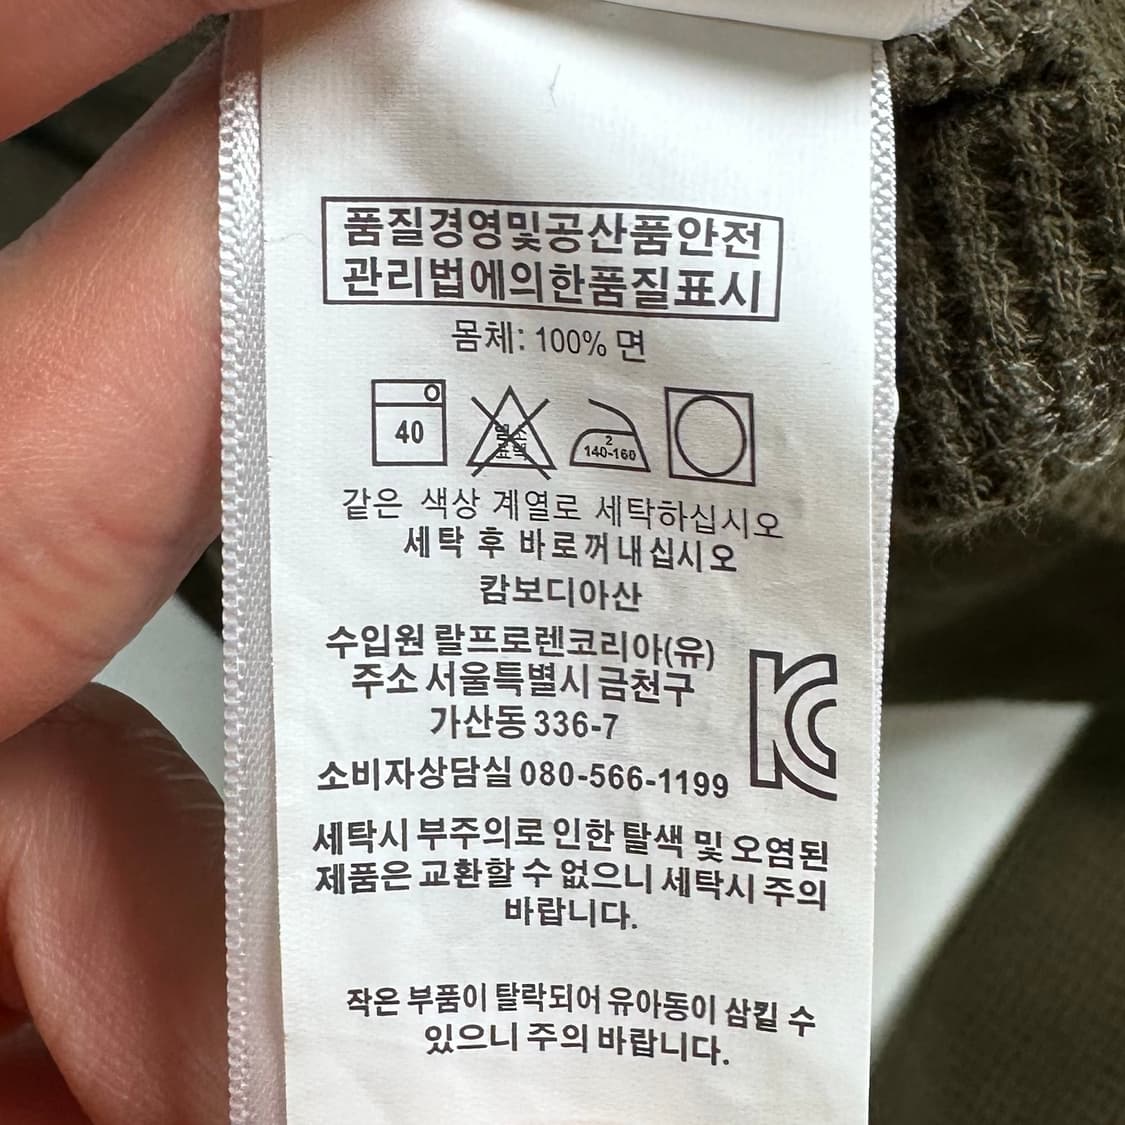 품질경영및공산품안전
관리법에의한품질표시
몸체: 100% 면
40
염소
표백
2
140-160
같은 색상 계열로 세탁하십시오
세탁 후 바로꺼내십시오
캄보디아산
수입원 랄프로렌코리아(유)
주소 서울특별시 금천구
가산동 336-7
KC
소비자상담실 080-566-1199
세탁시 부주의로 인한 탈색 및 오염된
제품은 교환할 수 없으니 세탁시 주의
바랍니다.
작은 부품이 탈락되어 유아동이 삼킬 수
있으니 주의 바랍니다.